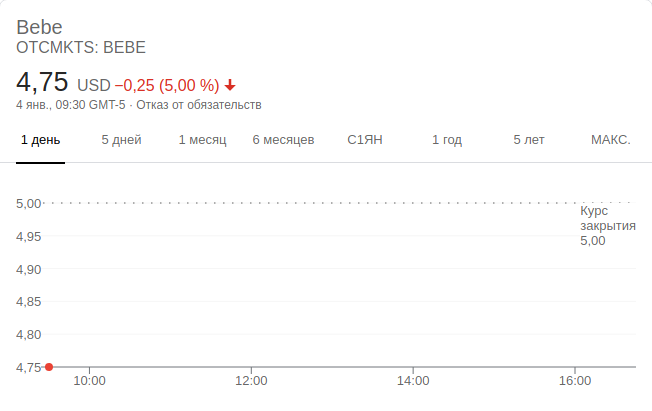 Bebe
OTCMKTS: BEBE
4,75 USD −0,25 (5,00 %)
4 янв., 09:30 GMT-5 · Отказ от обязательств
1 день 5 дней 1 месяц 6 месяцев С1ЯН 1 год 5 лет МАКС.
5,00
Курс
закрытия
5,00
4,95
4,90
4,85
4,80
4,75
10:00 12:00 14:00 16:00